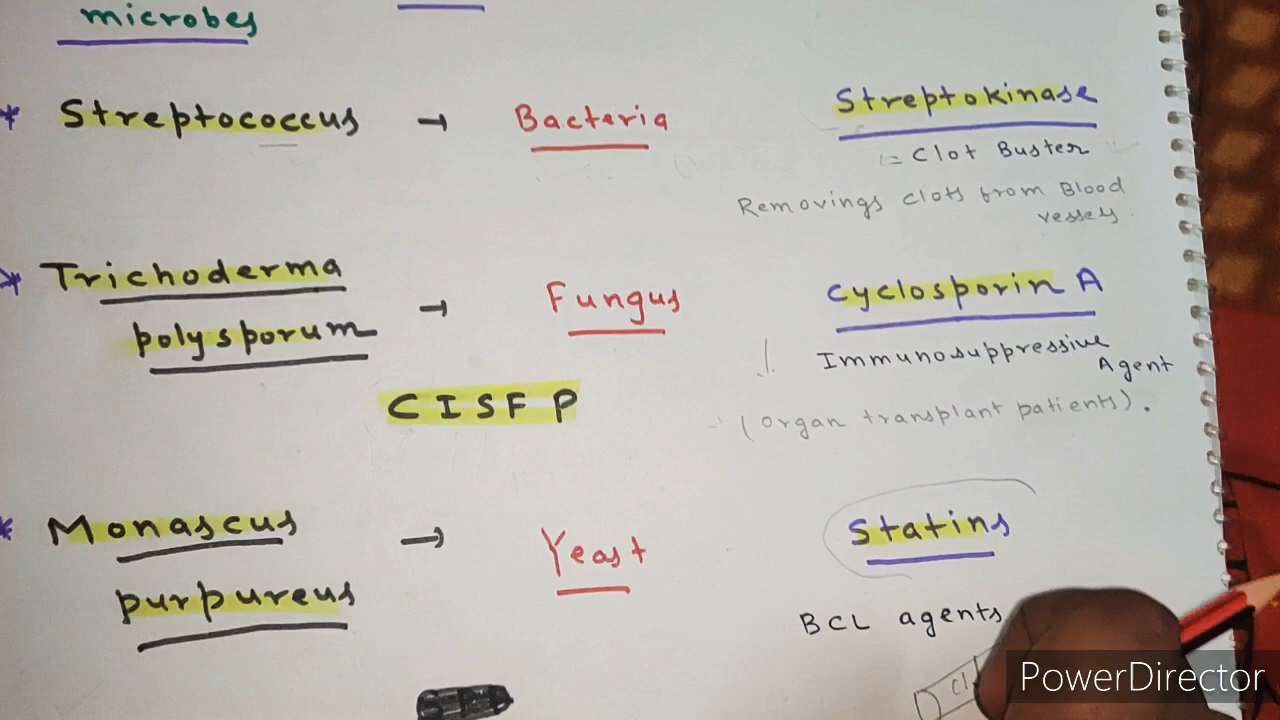 microbes
* Streptococcus → Bacteria Streptokinase
= Clot Buster
Removings clots from Blood
vessels.
* Trichoderma → Fungus Cyclosporin A
polysporum
Immunosuppressive
Agent
CISFP
(organ transplant patients).
* Monascus → Yeast Statins
purpureus
BCL agents
PowerDirector